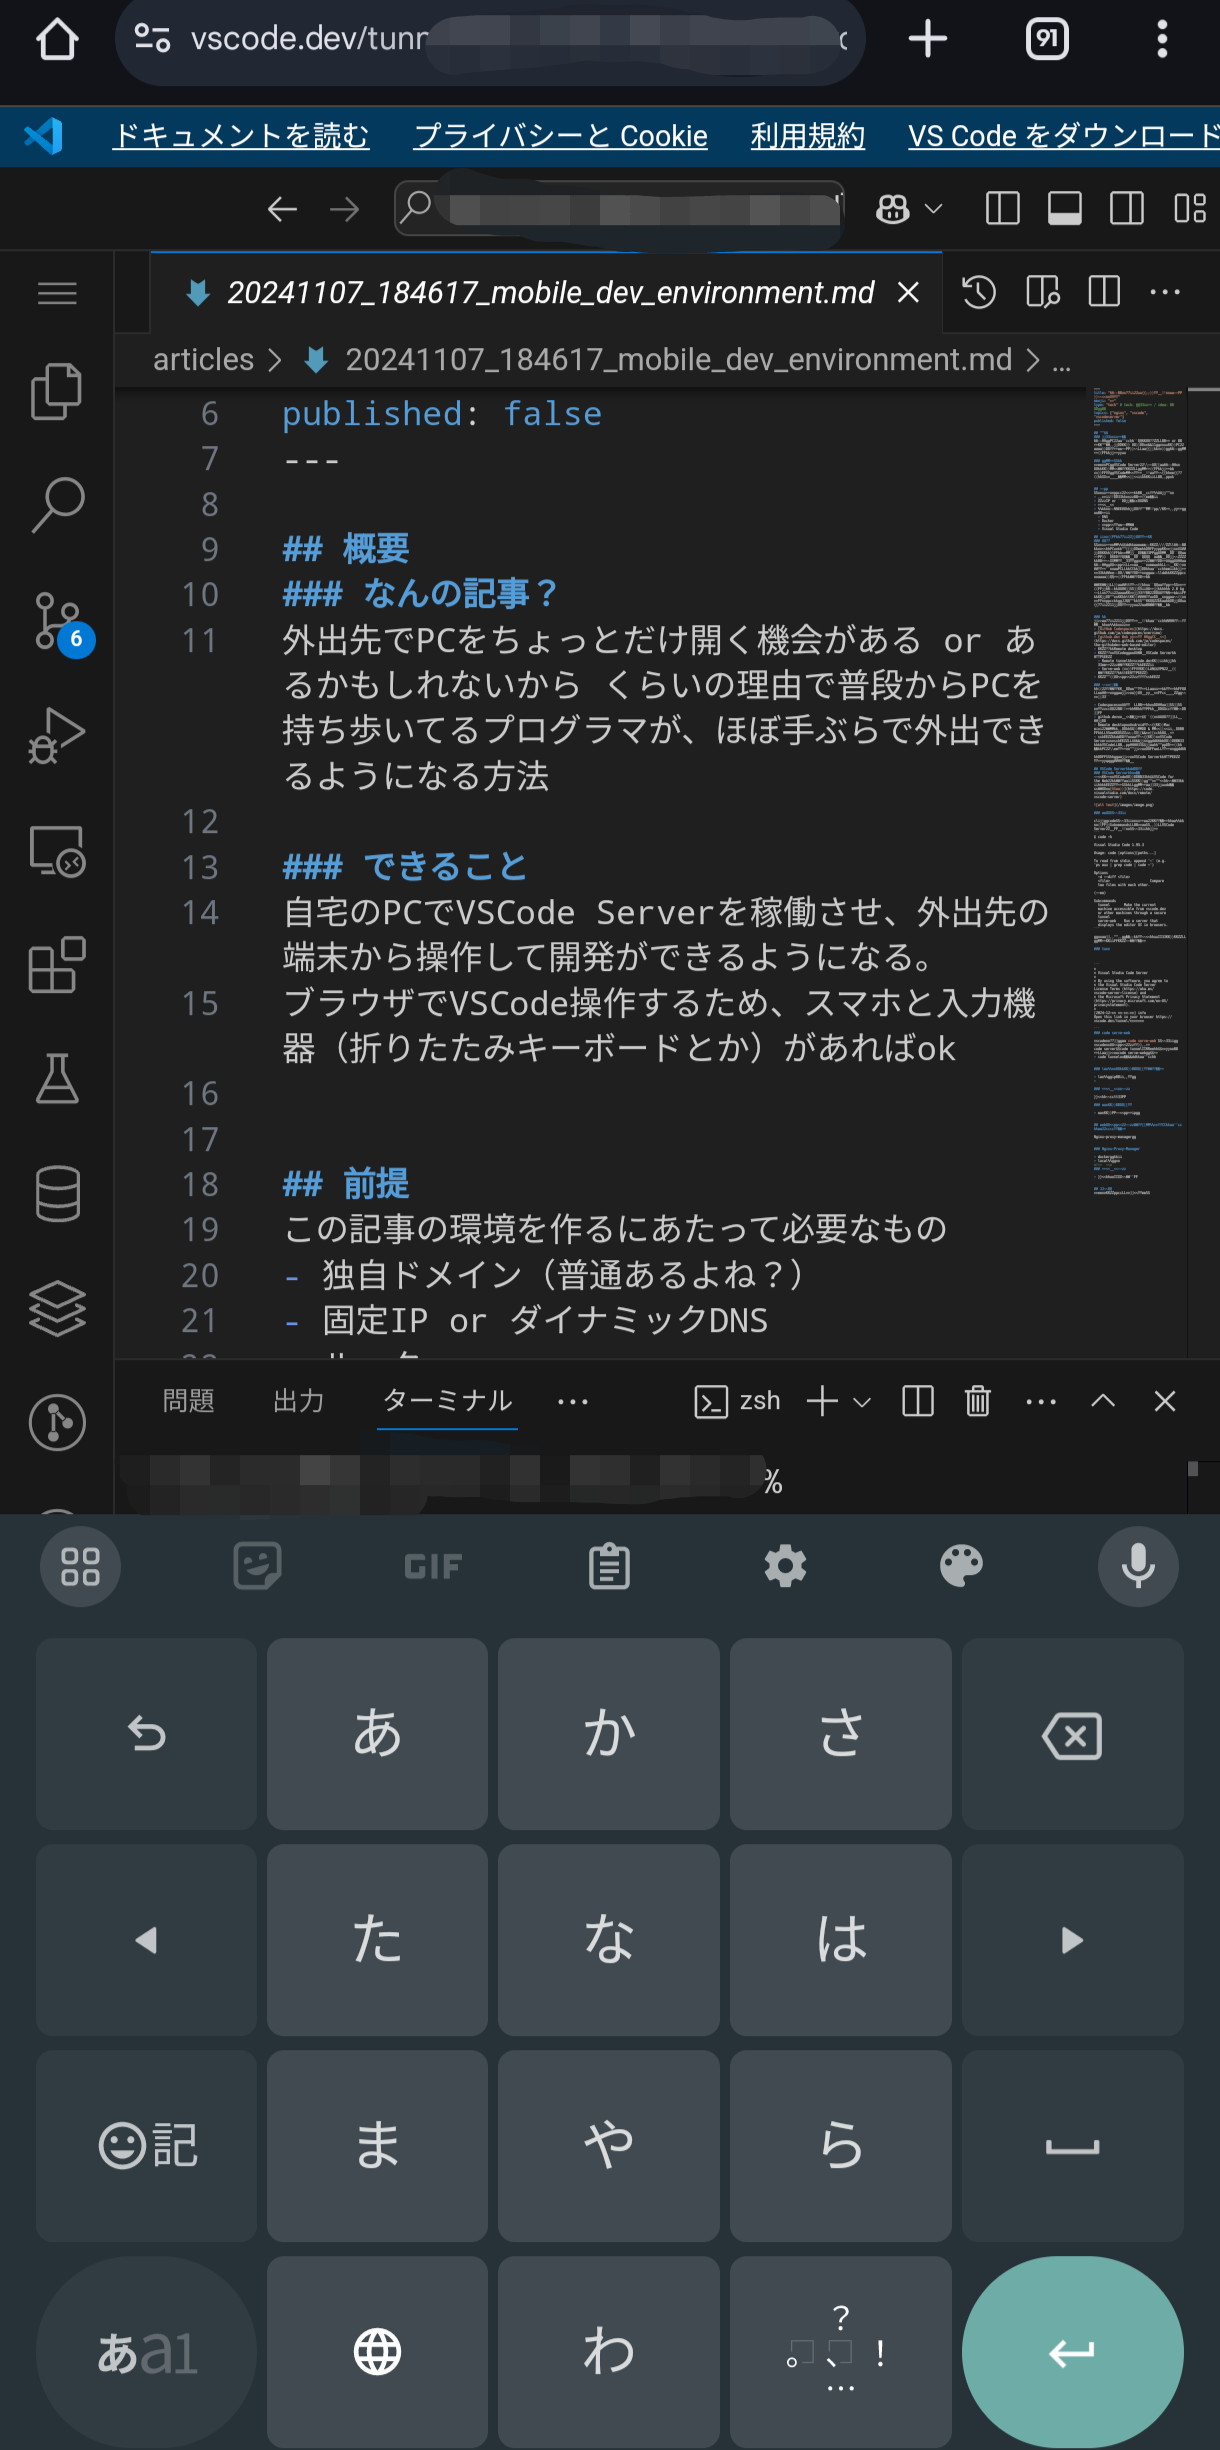 vscode.dev/tunn
91
ドキュメントを読む プライバシーと Cookie 利用規約 VS Code をダウンロード
20241107_184617_mobile_dev_environment.md
articles > 20241107_184617_mobile_dev_environment.md > ...
6 published: false
7 ---
8
9 ## 概要
10 ### なんの記事？
11 外出先でPCをちょっとだけ開く機会がある or あ
るかもしれないから くらいの理由で普段からPCを
持ち歩いてるプログラマが、ほぼ手ぶらで外出でき
るようになる方法
12
13 ### できること
14 自宅のPCでVSCode Serverを稼働させ、外出先の
端末から操作して開発ができるようになる。
15 ブラウザでVSCode操作するため、スマホと入力機
器（折りたたみキーボードとか）があればok
16
17
18 ## 前提
19 この記事の環境を作るにあたって必要なもの
20 - 独自ドメイン（普通あるよね？）
21 - 固定IP or ダイナミックDNS
6
問題 出力 ターミナル ... zsh
%
GIF
あ か さ
た な は
記 ま や ら
あa1 わ 。、？！…